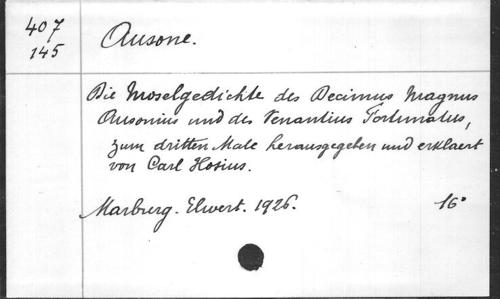 407
145
Ausone.
Die Moselgedichte des Decimus Magnus
Ausonius und des Venantius Fortunatus,
zum dritten Male herausgegeben und erklaert
von Carl Hosius.
Marburg. Elwert. 1926. 16°